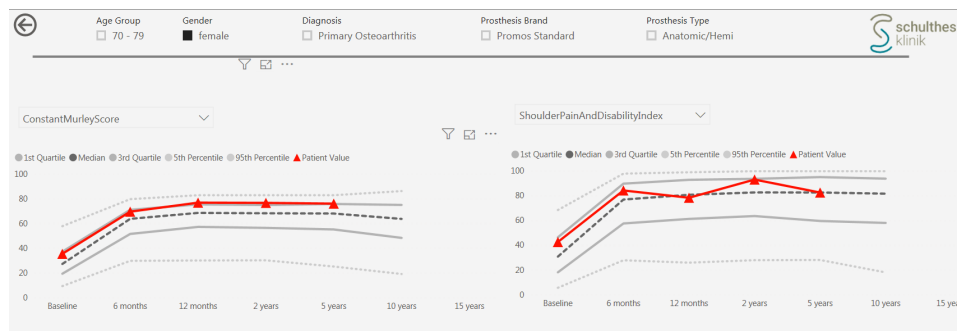 Age Group Gender Diagnosis Prosthesis Brand Prosthesis Type
70 - 79 female Primary Osteoarthritis Promos Standard Anatomic/Hemi
schulthess
klinik
ConstantMurleyScore
1st Quartile Median 3rd Quartile 5th Percentile 95th Percentile Patient Value
100
80
60
40
20
0
Baseline 6 months 12 months 2 years 5 years 10 years 15 years
ShoulderPainAndDisabilityIndex
1st Quartile Median 3rd Quartile 5th Percentile 95th Percentile Patient Value
100
80
60
40
20
0
Baseline 6 months 12 months 2 years 5 years 10 years 15 yea